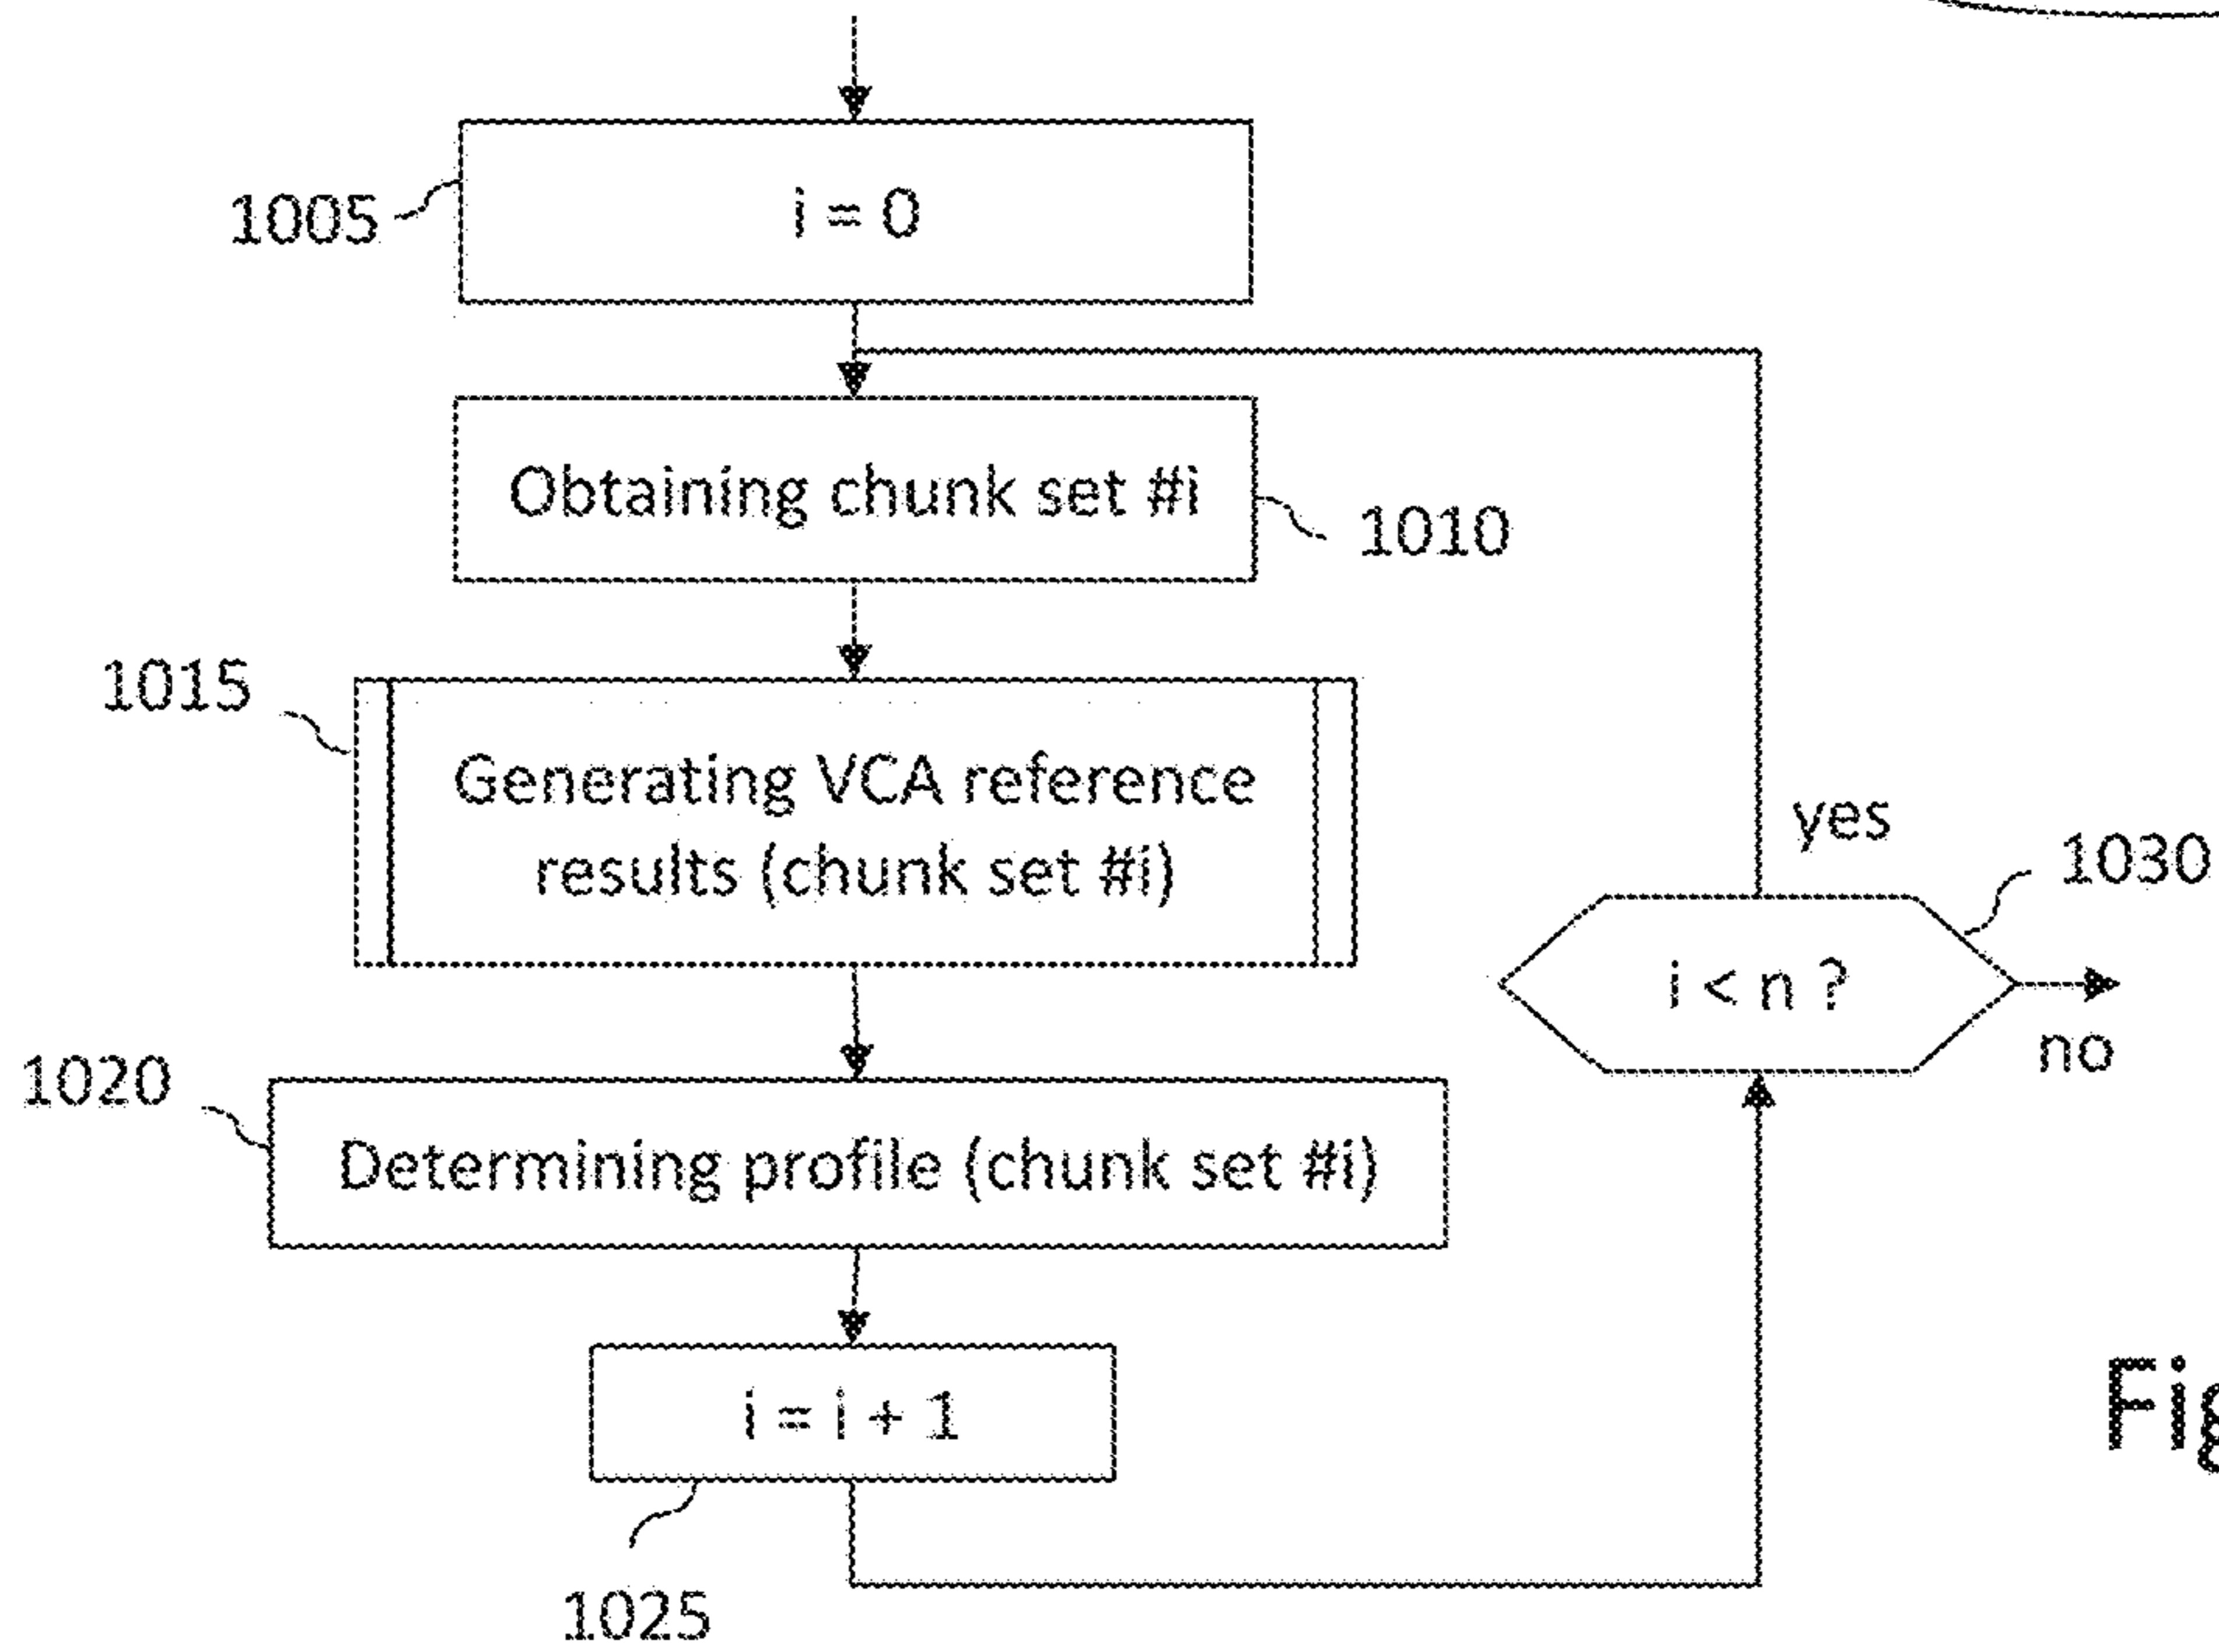 1005
i = 0
Obtaining chunk set #i
1010
1015
Generating VCA reference
results (chunk set #i)
yes
1030
i < n ?
no
1020
Determining profile (chunk set #i)
i = i + 1
1025
Fig